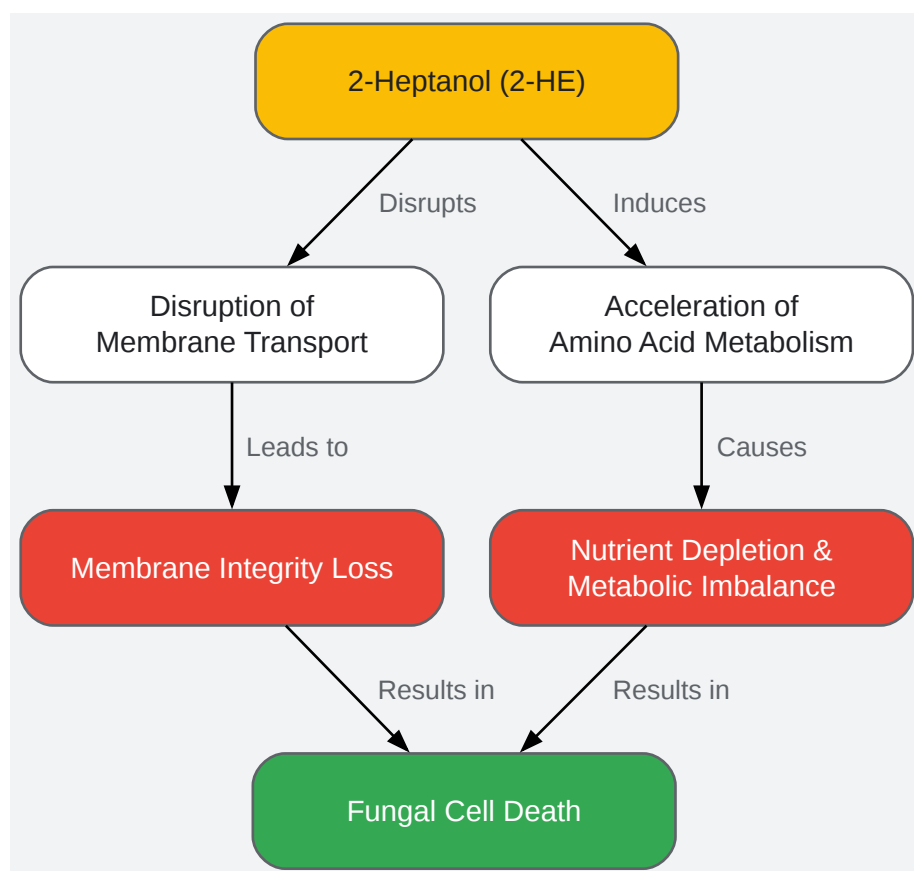 2-Heptanol (2-HE)
Disrupts
Induces
Disruption of
Membrane Transport
Acceleration of
Amino Acid Metabolism
Leads to
Causes
Membrane Integrity Loss
Nutrient Depletion &
Metabolic Imbalance
Results in
Results in
Fungal Cell Death